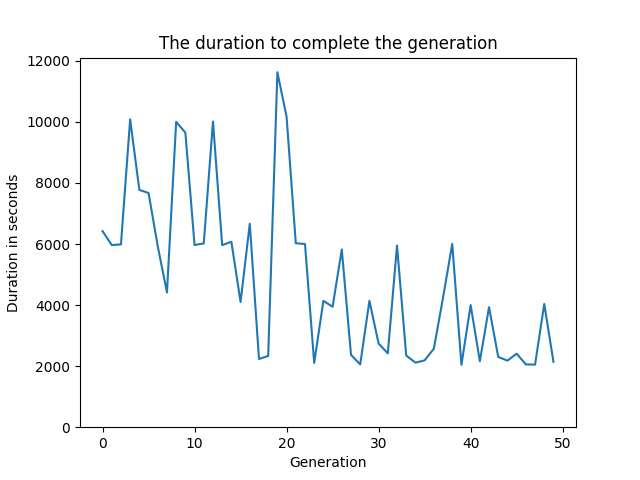 The duration to complete the generation
12000
10000
8000
6000
4000
2000
0
Duration in seconds
0 10 20 30 40 50
Generation